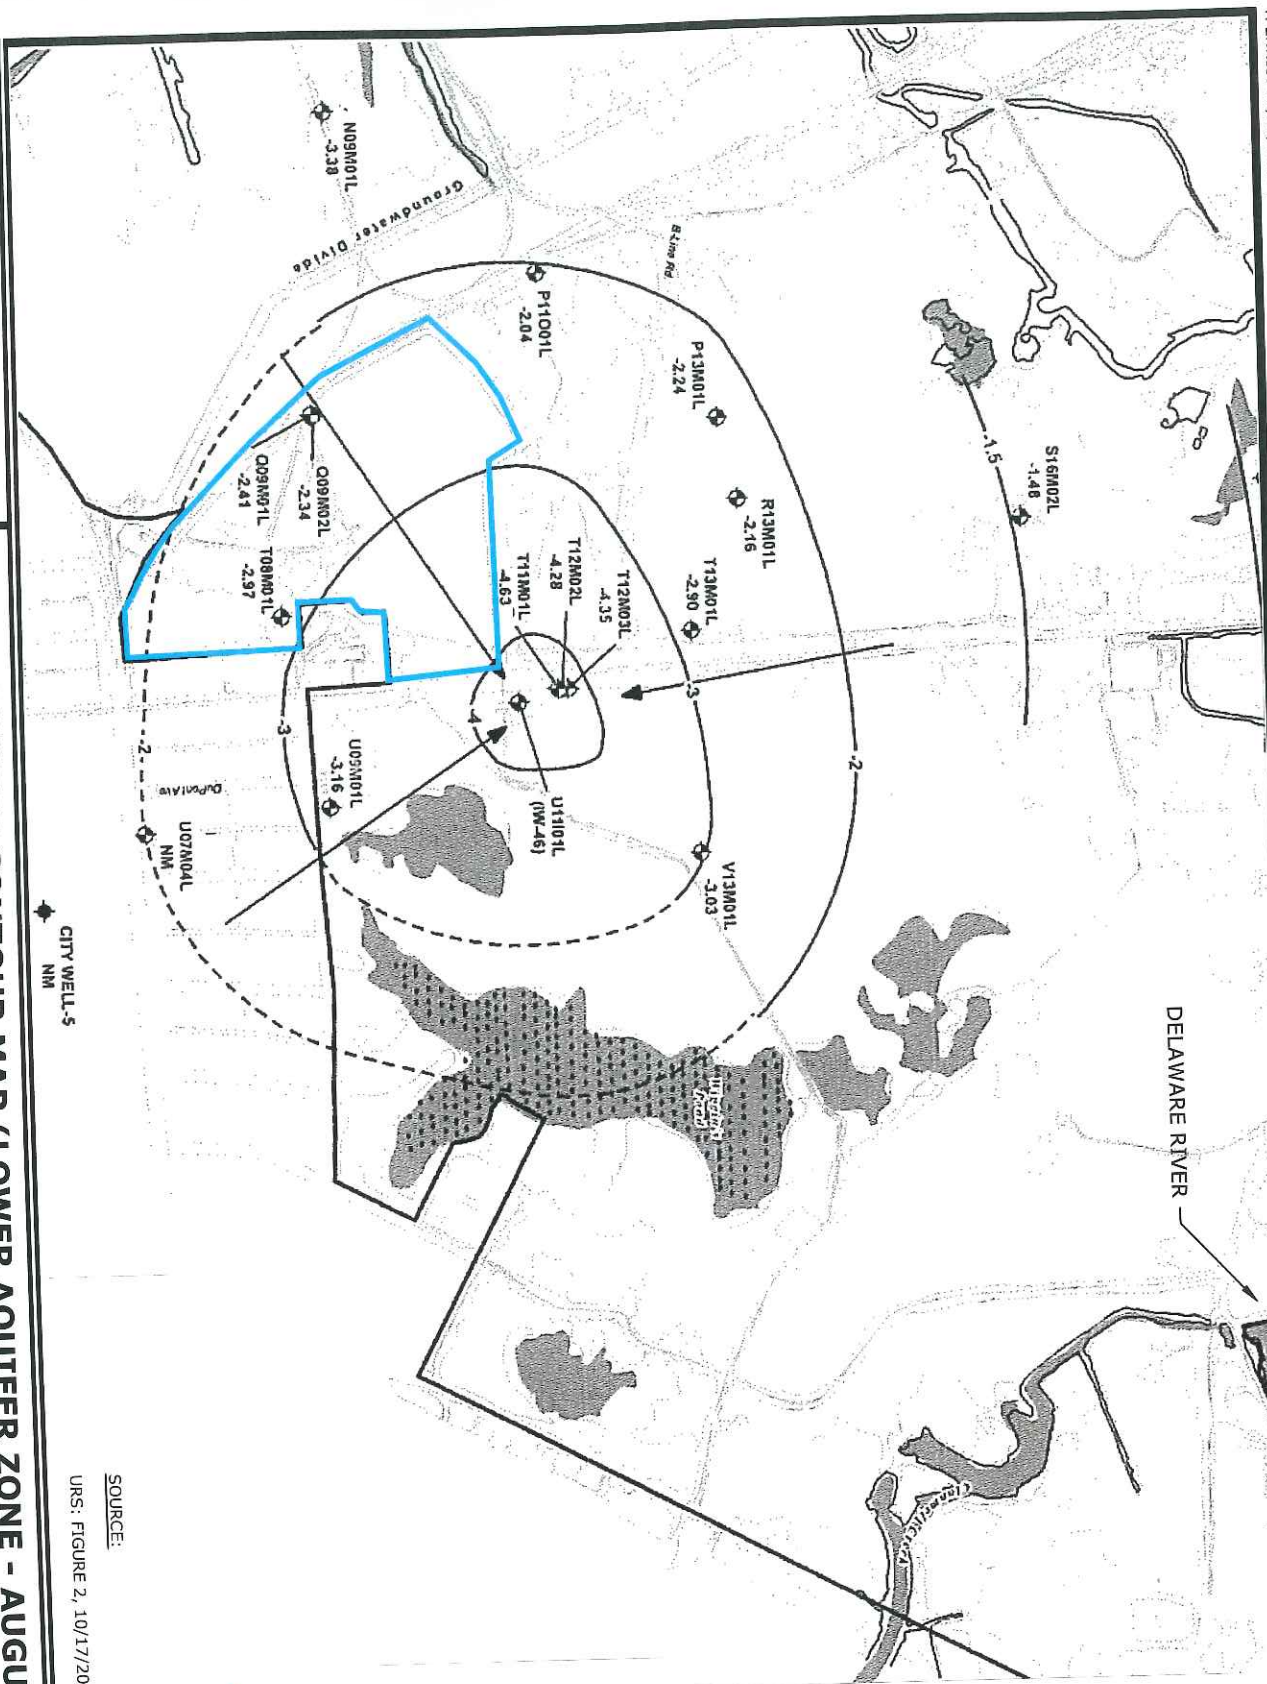 N09M01L
-3.38
Groundwater Divide
B-Line Rd
P11O01L
-2.04
P13M01L
-2.24
-1.5
S16M02L
-1.48
R13M01L
-2.16
T13M01L
-2.90
T12M03L
-4.35
T12M02L
-4.28
T11M01L
-4.63
Q09M02L
-2.34
Q09M01L
-2.41
T08M01L
-2.97
-3
-3
-4
-2
-2
U11I01L
(IW-46)
U09M01L
-3.16
Dupont Ave
U07M04L
NM
V13M01L
-3.03
CITY WELL-5
NM
DELAWARE RIVER
SOURCE:
URS: FIGURE 2, 10/17/20
MAP (LOWER AQUIFER ZONE - AUGU